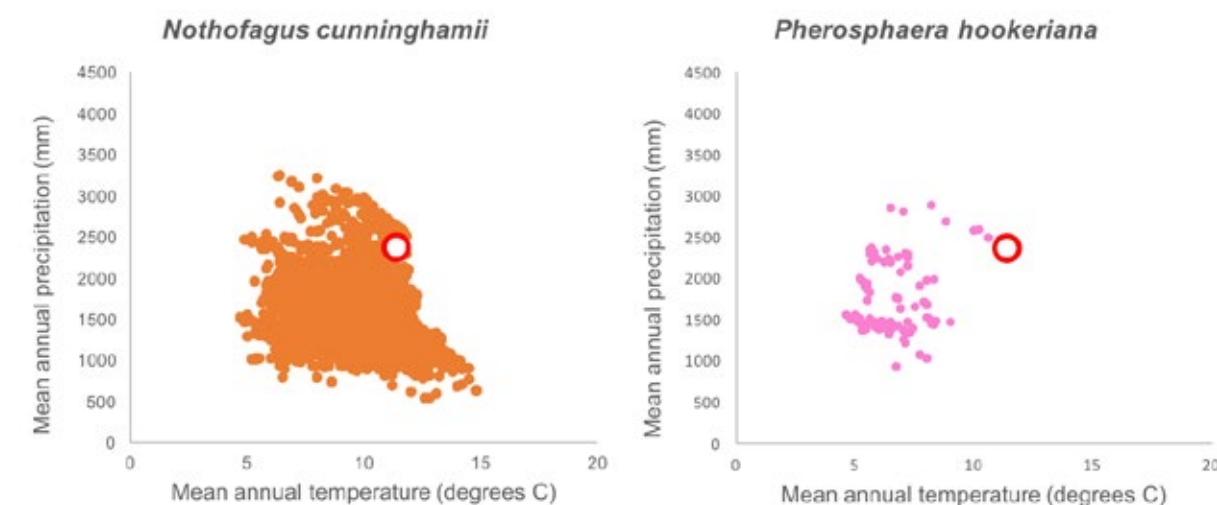 Nothofagus cunninghamii
Mean annual precipitation (mm)
4500
4000
3500
3000
2500
2000
1500
1000
500
0
0 5 10 15 20
Mean annual temperature (degrees C)
Pherosphaera hookeriana
Mean annual precipitation (mm)
4500
4000
3500
3000
2500
2000
1500
1000
500
0
0 5 10 15 20
Mean annual temperature (degrees C)